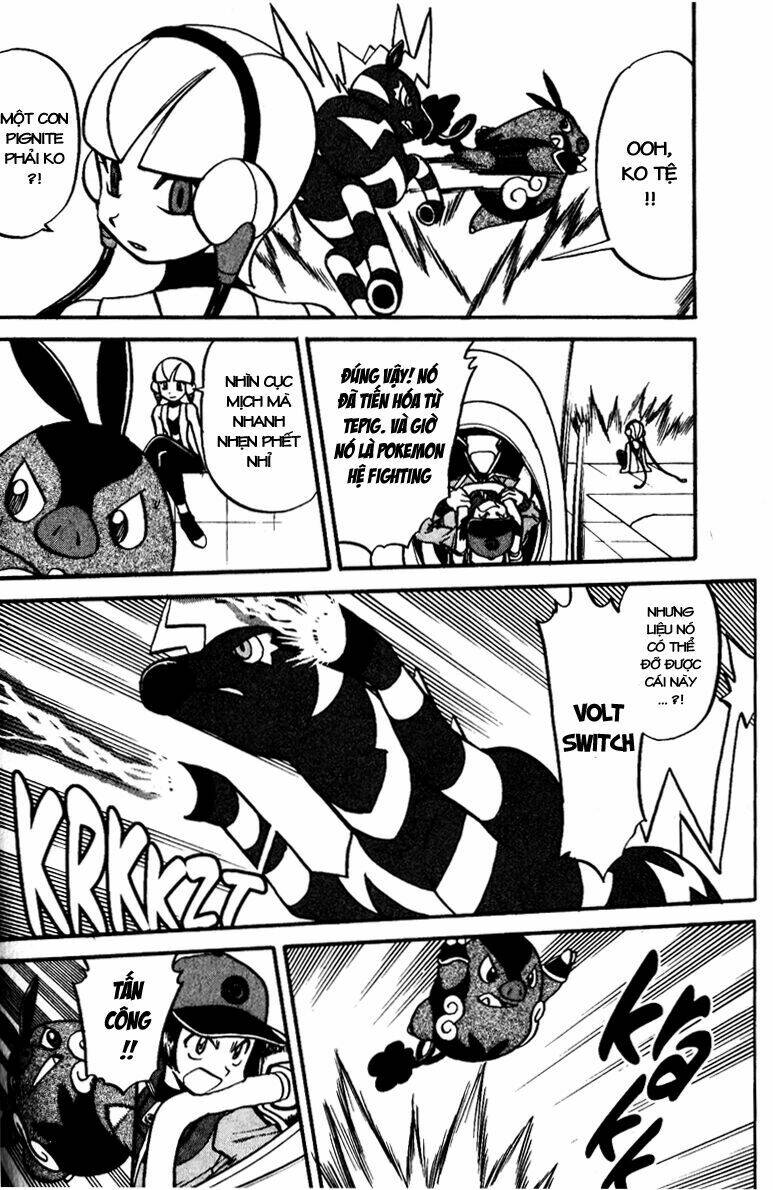 OOH,
KO TỆ
!!
MỘT CON
PIGNITE
PHẢI KO
?!
ĐÚNG VẬY! NÓ
ĐÃ TIẾN HÓA TỪ
TEPIG. VÀ GIỜ
NÓ LÀ POKEMON
HỆ FIGHTING
NHÌN CỤC
MỊCH MÀ
NHANH
NHẸN PHẾT
NHỈ
NHƯNG
LIỆU NÓ
CÓ THỂ
ĐỠ ĐƯỢC
CÁI NÀY
... ?!
VOLT
SWITCH
KRKKZT
krakk
TẤN
CÔNG
!!